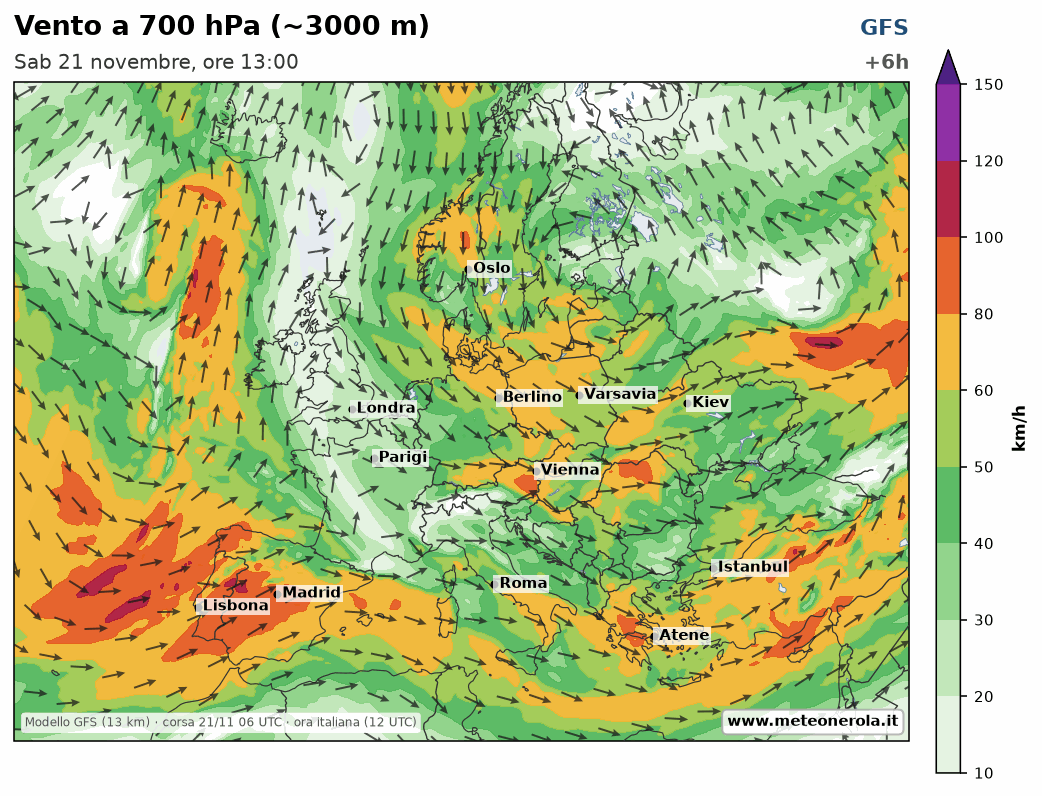 Vento a 700 hPa (~3000 m)
GFS
Sab 21 novembre, ore 13:00
+6h
150
120
100
80
60
50
40
30
20
10
km/h
Oslo
Berlino
Varsavia
Kiev
Londra
Parigi
Vienna
Istanbul
Roma
Madrid
Lisbona
Atene
Modello GFS (13 km) · corsa 21/11 06 UTC · ora italiana (12 UTC)
www.meteonerola.it